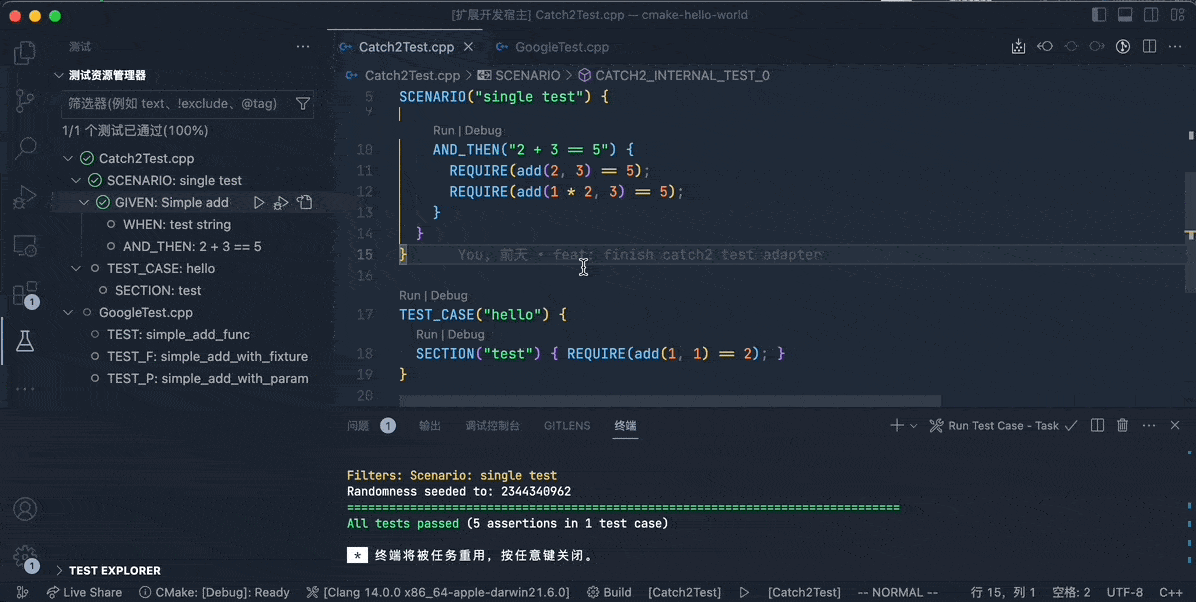 [扩展开发宿主] Catch2Test.cpp — cmake-hello-world
测试
测试资源管理器
筛选器(例如 text、!exclude、@tag)
1/1 个测试已通过(100%)
Catch2Test.cpp
SCENARIO: single test
GIVEN: Simple add
WHEN: test string
AND_THEN: 2 + 3 == 5
TEST_CASE: hello
SECTION: test
GoogleTest.cpp
TEST: simple_add_func
TEST_F: simple_add_with_fixture
TEST_P: simple_add_with_param
TEST EXPLORER
1
1
Catch2Test.cpp
GoogleTest.cpp
Catch2Test.cpp > SCENARIO > CATCH2_INTERNAL_TEST_0
5 SCENARIO("single test") {
Run | Debug
10 AND_THEN("2 + 3 == 5") {
11 REQUIRE(add(2, 3) == 5);
12 REQUIRE(add(1 * 2, 3) == 5);
13 }
14 }
15 } You, 前天 • feat: finish catch2 test adapter
16
Run | Debug
17 TEST_CASE("hello") {
Run | Debug
18 SECTION("test") { REQUIRE(add(1, 1) == 2); }
19 }
20
问题 1 输出 调试控制台 GITLENS 终端
Run Test Case - Task
Filters: Scenario: single test
Randomness seeded to: 2344340962
===============================================================================
All tests passed (5 assertions in 1 test case)
* 终端将被任务重用，按任意键关闭。
Live Share CMake: [Debug]: Ready [Clang 14.0.0 x86_64-apple-darwin21.6.0] Build [Catch2Test] [Catch2Test] -- NORMAL -- 行 15，列 1 空格: 2 UTF-8 C++